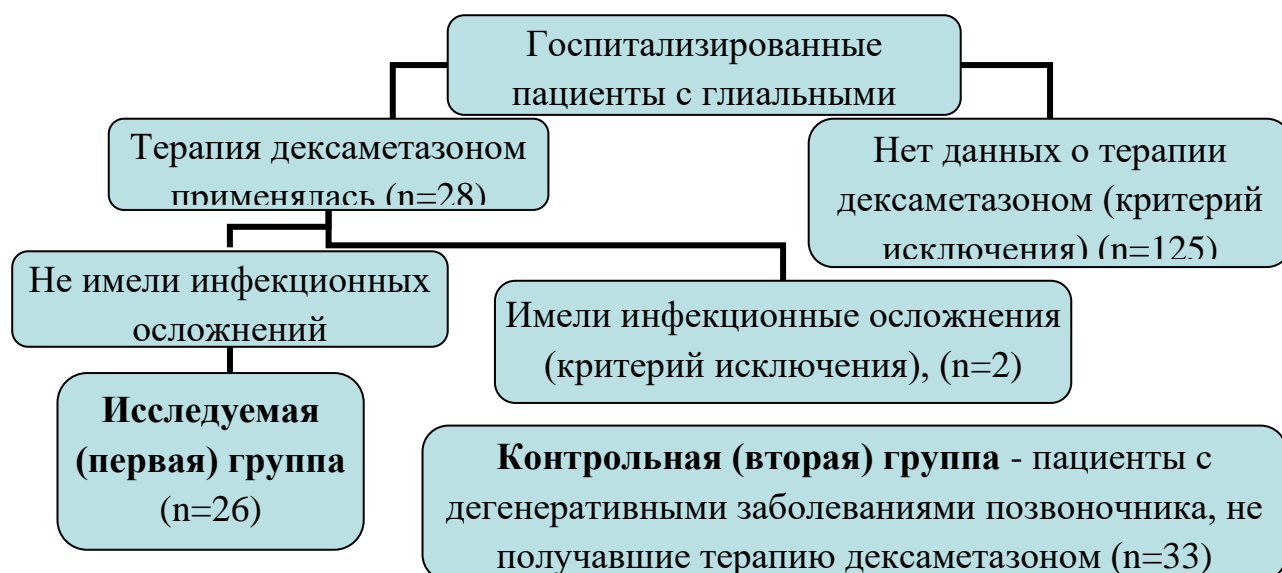 Госпитализированные
пациенты с глиальными
Терапия дексаметазоном
применялась (n=28)
Нет данных о терапии
дексаметазоном (критерий
исключения) (n=125)
Не имели инфекционных
осложнений
Имели инфекционные осложнения
(критерий исключения), (n=2)
Исследуемая
(первая) группа
(n=26)
Контрольная (вторая) группа - пациенты с
дегенеративными заболеваниями позвоночника, не
получавшие терапию дексаметазоном (n=33)